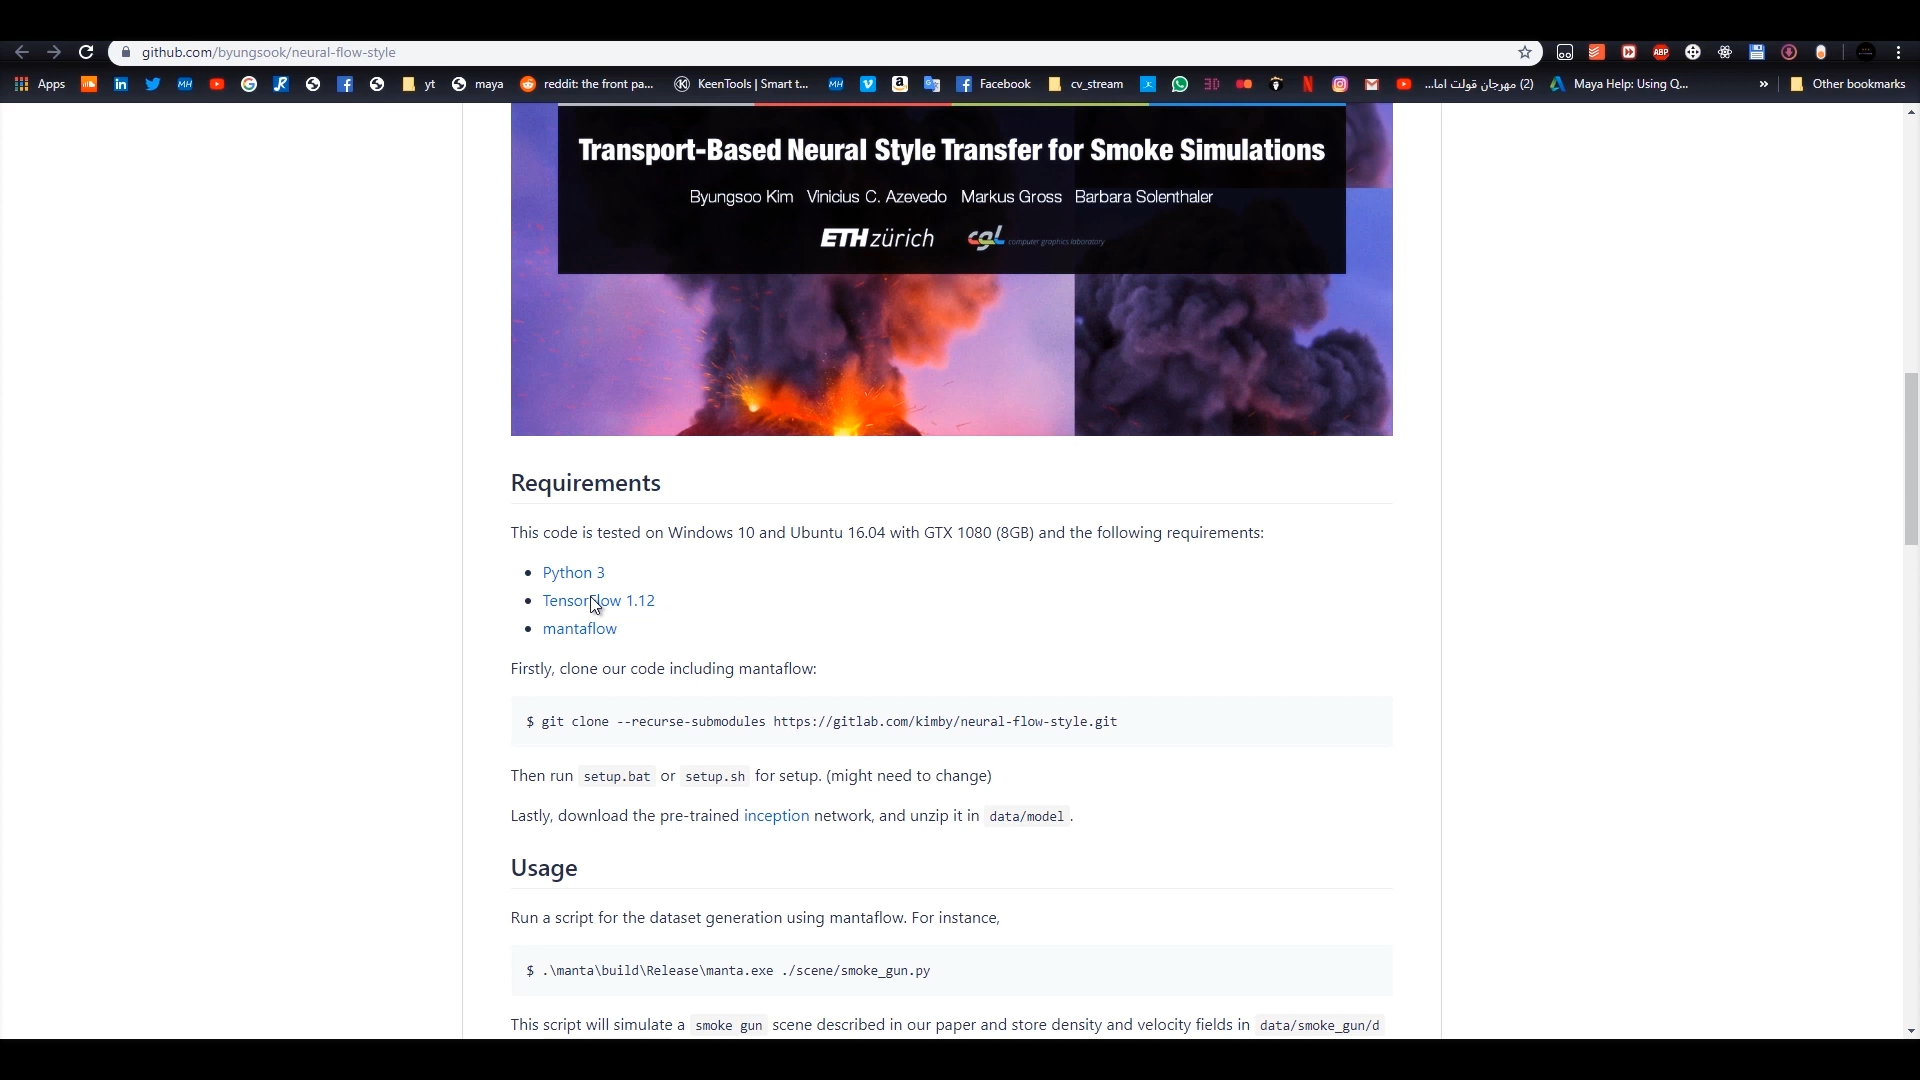 github.com/byungsook/neural-flow-style
Apps yt maya reddit: the front pa... KeenTools | Smart t... Facebook cv_stream 3D (2) مهرجان قولت اما... Maya Help: Using Q... » Other bookmarks
Transport-Based Neural Style Transfer for Smoke Simulations
Byungsoo Kim Vinicius C. Azevedo Markus Gross Barbara Solenthaler
ETH zürich cgl computer graphics laboratory
Requirements
This code is tested on Windows 10 and Ubuntu 16.04 with GTX 1080 (8GB) and the following requirements:
• Python 3
• Tensorflow 1.12
• mantaflow
Firstly, clone our code including mantaflow:
$ git clone --recurse-submodules https://gitlab.com/kimby/neural-flow-style.git
Then run setup.bat or setup.sh for setup. (might need to change)
Lastly, download the pre-trained inception network, and unzip it in data/model .
Usage
Run a script for the dataset generation using mantaflow. For instance,
$ .\manta\build\Release\manta.exe ./scene/smoke_gun.py
This script will simulate a smoke gun scene described in our paper and store density and velocity fields in data/smoke_gun/d